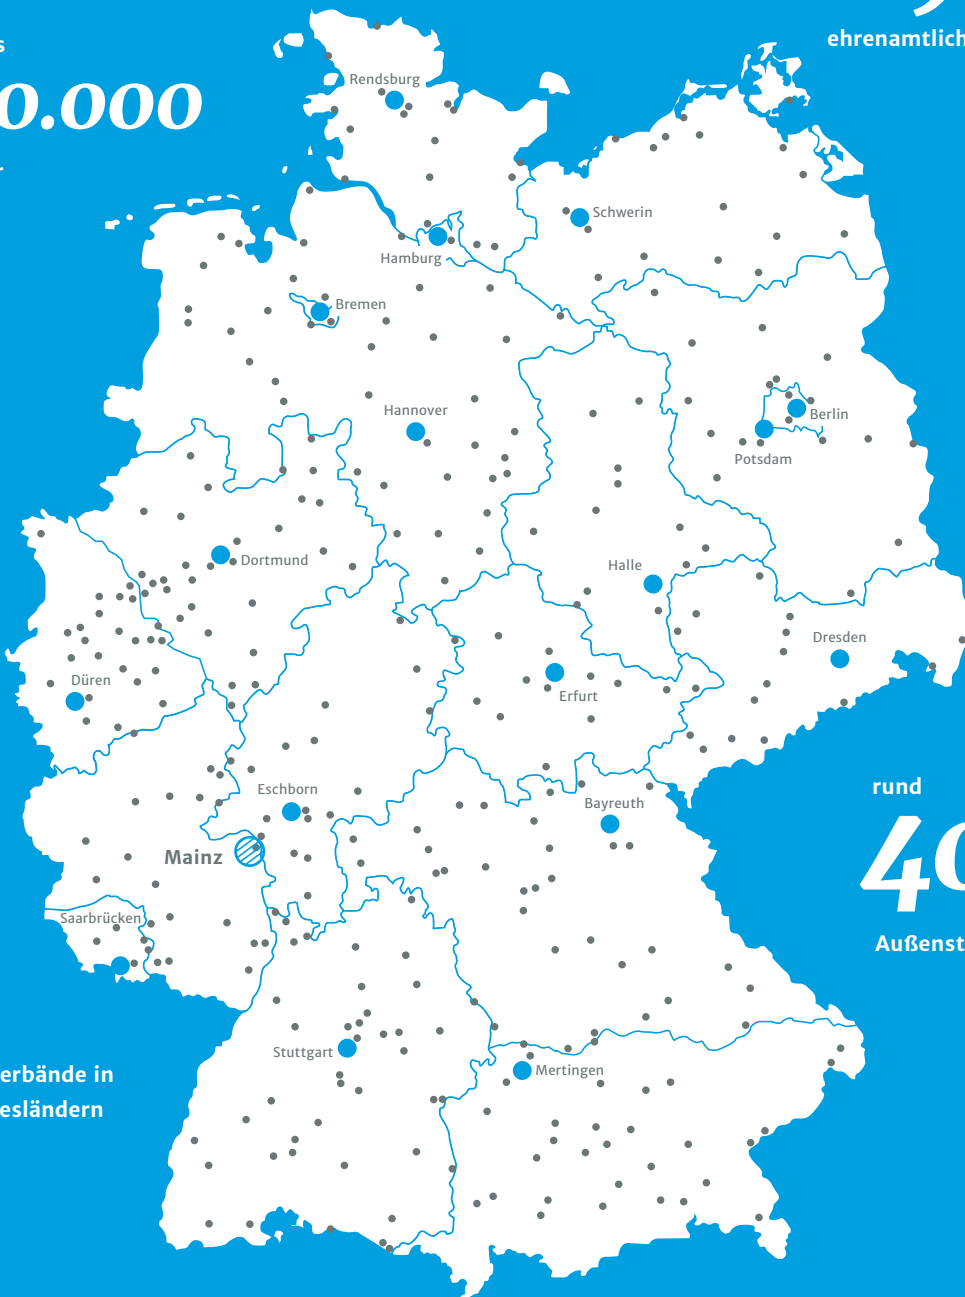 ehrenamtlich
s
0.000
Rendsburg
Schwerin
Hamburg
Bremen
Hannover
Berlin
Potsdam
Dortmund
Halle
Dresden
Düren
Erfurt
Eschborn
rund
Bayreuth
40
Mainz
Saarbrücken
Außenst
Stuttgart
Mertingen
erbände in
esländern